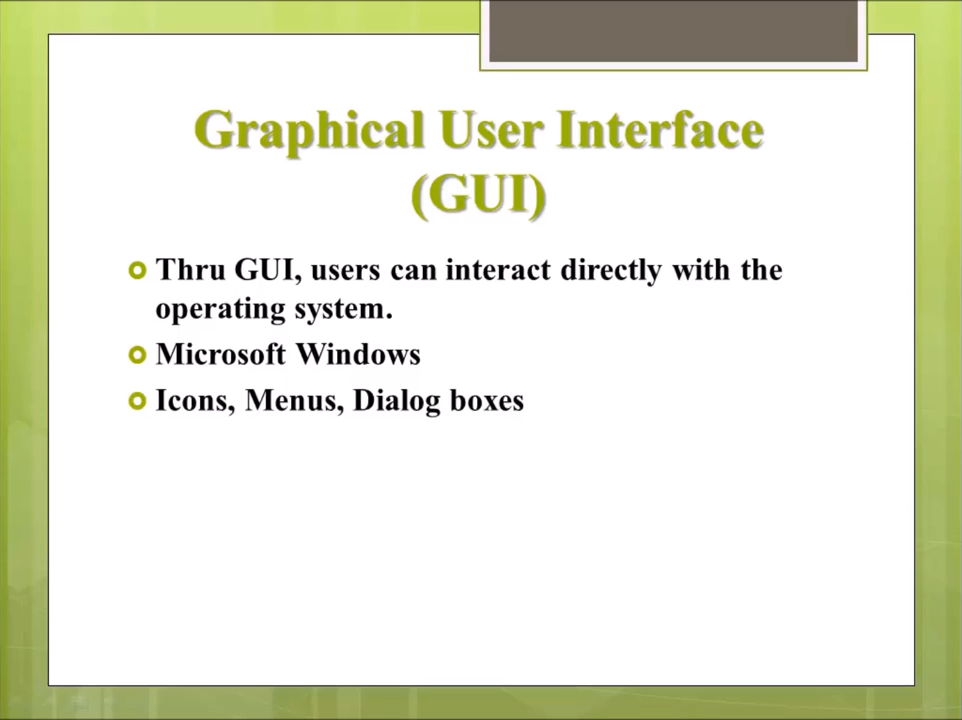 Graphical User Interface
(GUI)
Thru GUI, users can interact directly with the
operating system.
Microsoft Windows
Icons, Menus, Dialog boxes